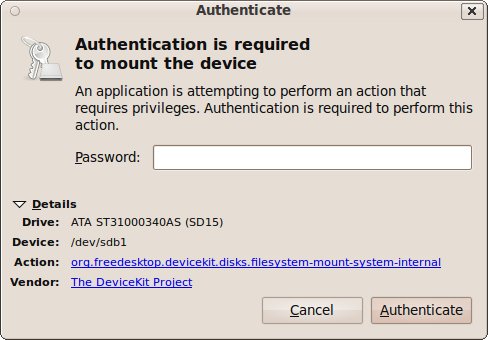 Authenticate
Authentication is required
to mount the device
An application is attempting to perform an action that
requires privileges. Authentication is required to perform this
action.
Password:
Details
Drive: ATA ST31000340AS (SD15)
Device: /dev/sdb1
Action: org.freedesktop.devicekit.disks.filesystem-mount-system-internal
Vendor: The DeviceKit Project
Cancel Authenticate